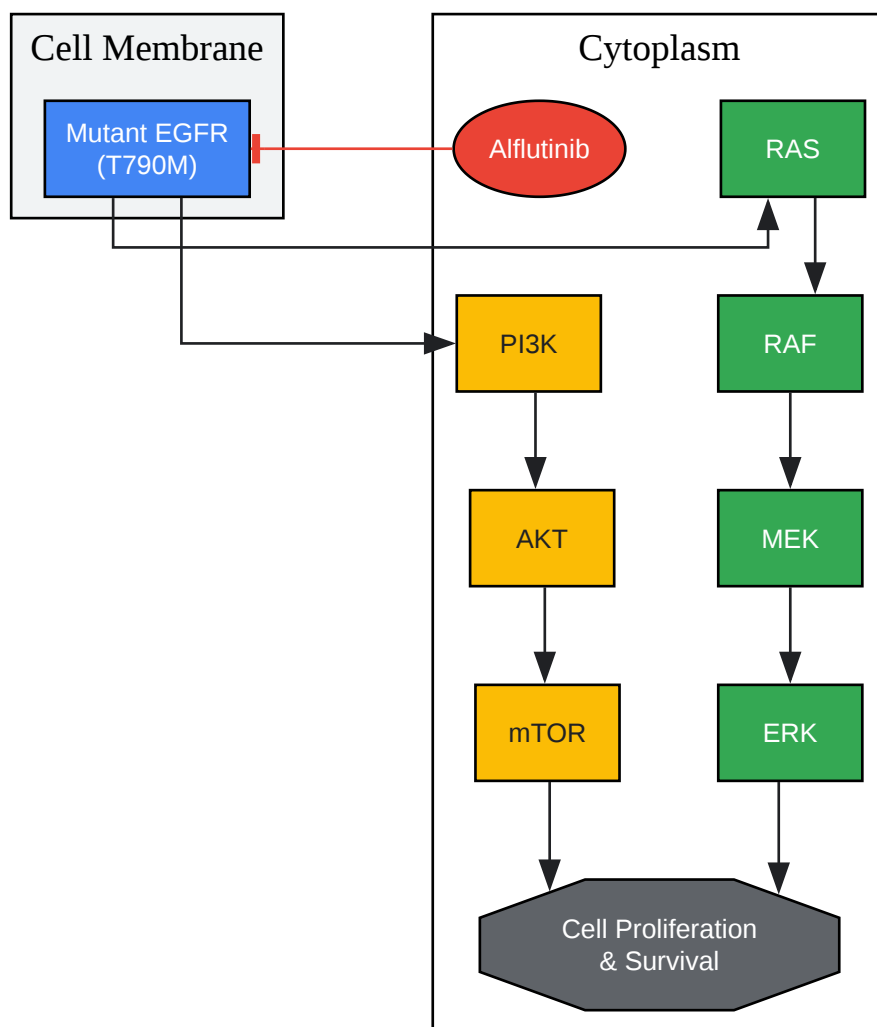 Cell Membrane
Cytoplasm
Mutant EGFR
(T790M)
Alflutinib
RAS
PI3K
RAF
AKT
MEK
mTOR
ERK
Cell Proliferation
& Survival